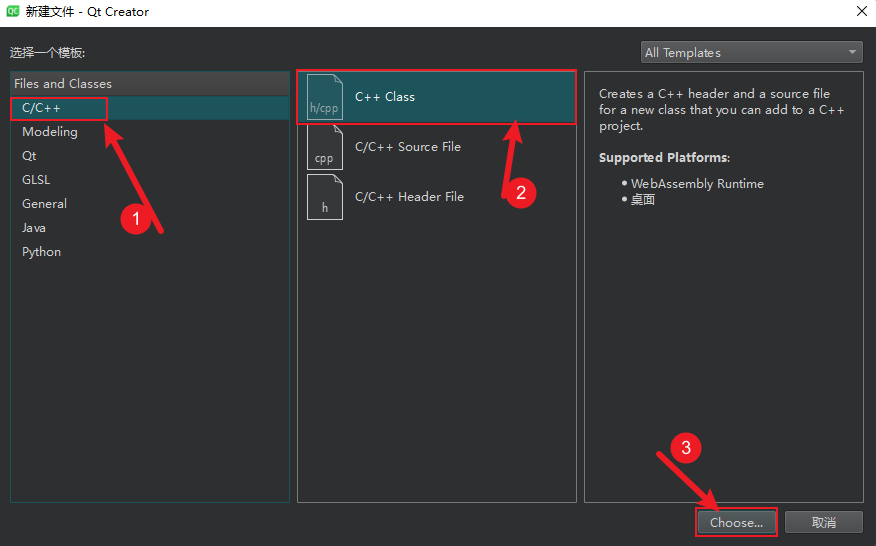 QC 新建文件 - Qt Creator
选择一个模板:
All Templates
Files and Classes
C/C++
Modeling
Qt
GLSL
General
Java
Python
1
h/cpp
C++ Class
cpp
C/C++ Source File
h
C/C++ Header File
2
Creates a C++ header and a source file
for a new class that you can add to a C++
project.
Supported Platforms:
• WebAssembly Runtime
• 桌面
3
Choose...
取消